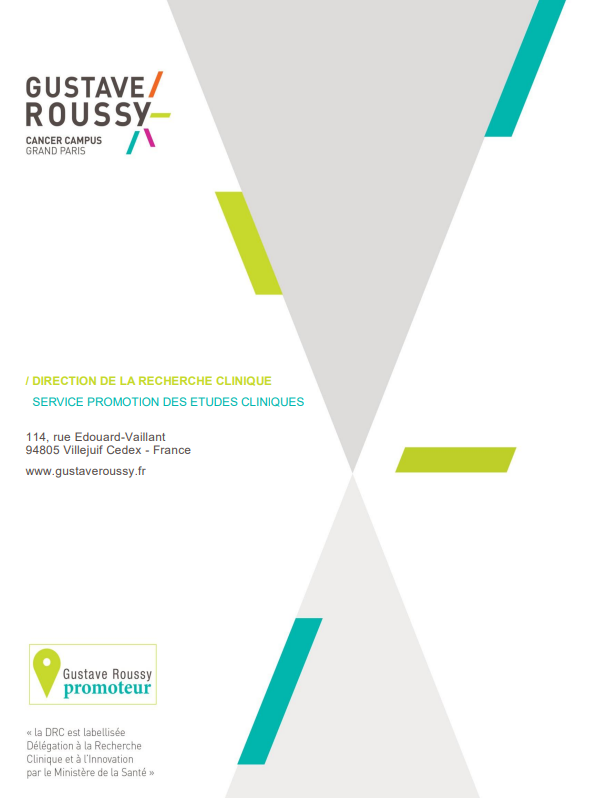 GUSTAVE
ROUSSY
CANCER CAMPUS
GRAND PARIS
/ DIRECTION DE LA RECHERCHE CLINIQUE
SERVICE PROMOTION DES ETUDES CLINIQUES
114, rue Edouard-Vaillant
94805 Villejuif Cedex - France
www.gustaveroussy.fr
Gustave Roussy
promoteur
« la DRC est labellisée
Délégation à la Recherche
Clinique et à l'Innovation
par le Ministère de la Santé »